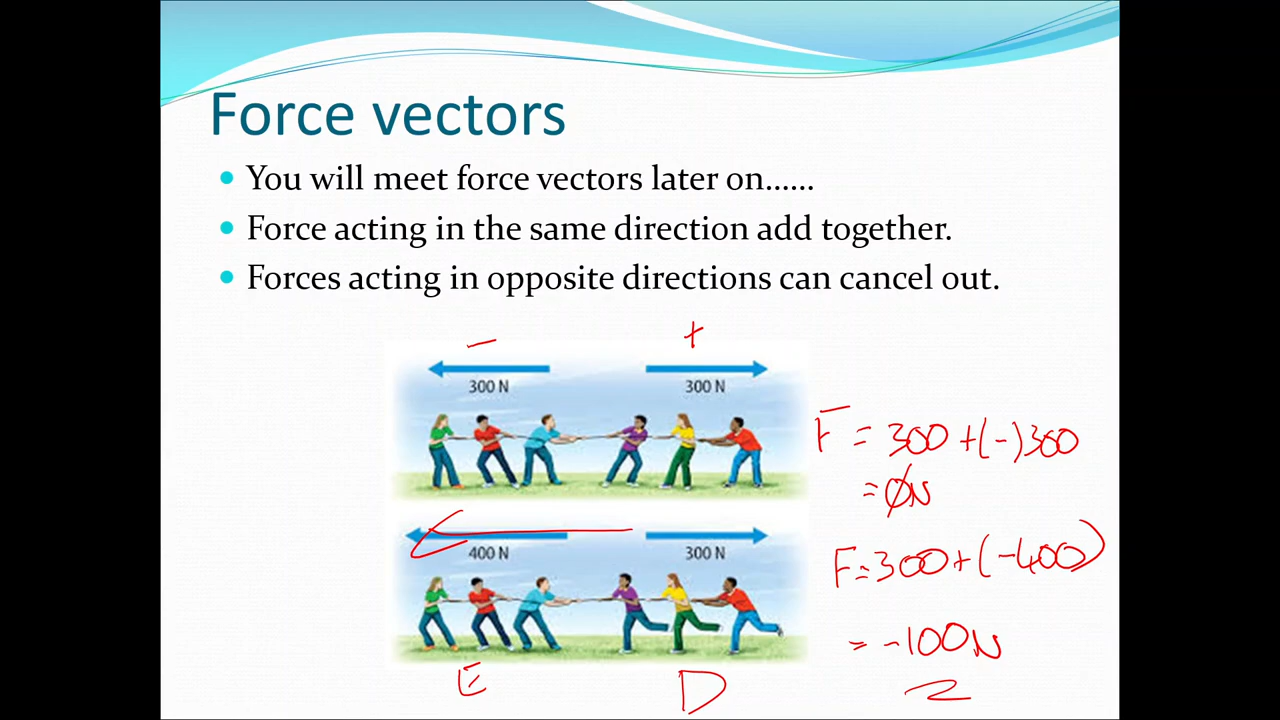 Force vectors
You will meet force vectors later on......
Force acting in the same direction add together.
Forces acting in opposite directions can cancel out.
- +
300 N 300 N
F = 300 + (-)300
= 0N
400 N 300 N
F = 300 + (-400)
= -100N
E D